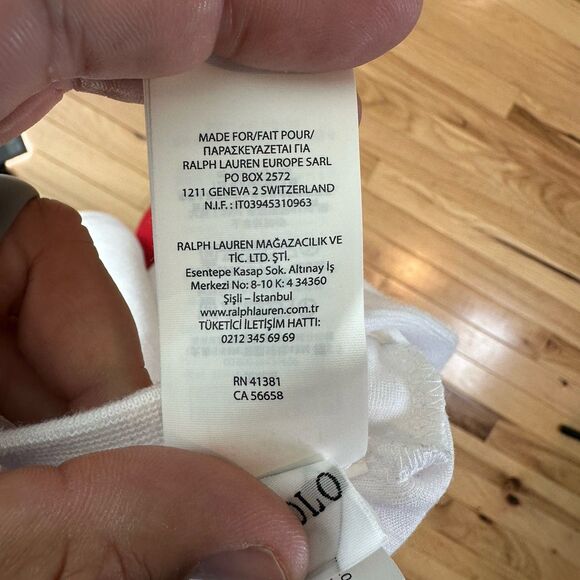 MADE FOR/FAIT POUR/
ΠΑΡΑΣΚΕΥΑΖΕΤΑΙ ΓΙΑ
RALPH LAUREN EUROPE SARL
PO BOX 2572
1211 GENEVA 2 SWITZERLAND
N.I.F. : IT03945310963
RALPH LAUREN MAĞAZACILIK VE
TİC. LTD. ŞTİ.
Esentepe Kasap Sok. Altınay İş
Merkezi No: 8-10 K: 4 34360
Şişli – İstanbul
www.ralphlauren.com.tr
TÜKETİCİ İLETİŞİM HATTI:
0212 345 69 69
RN 41381
CA 56658
OLO